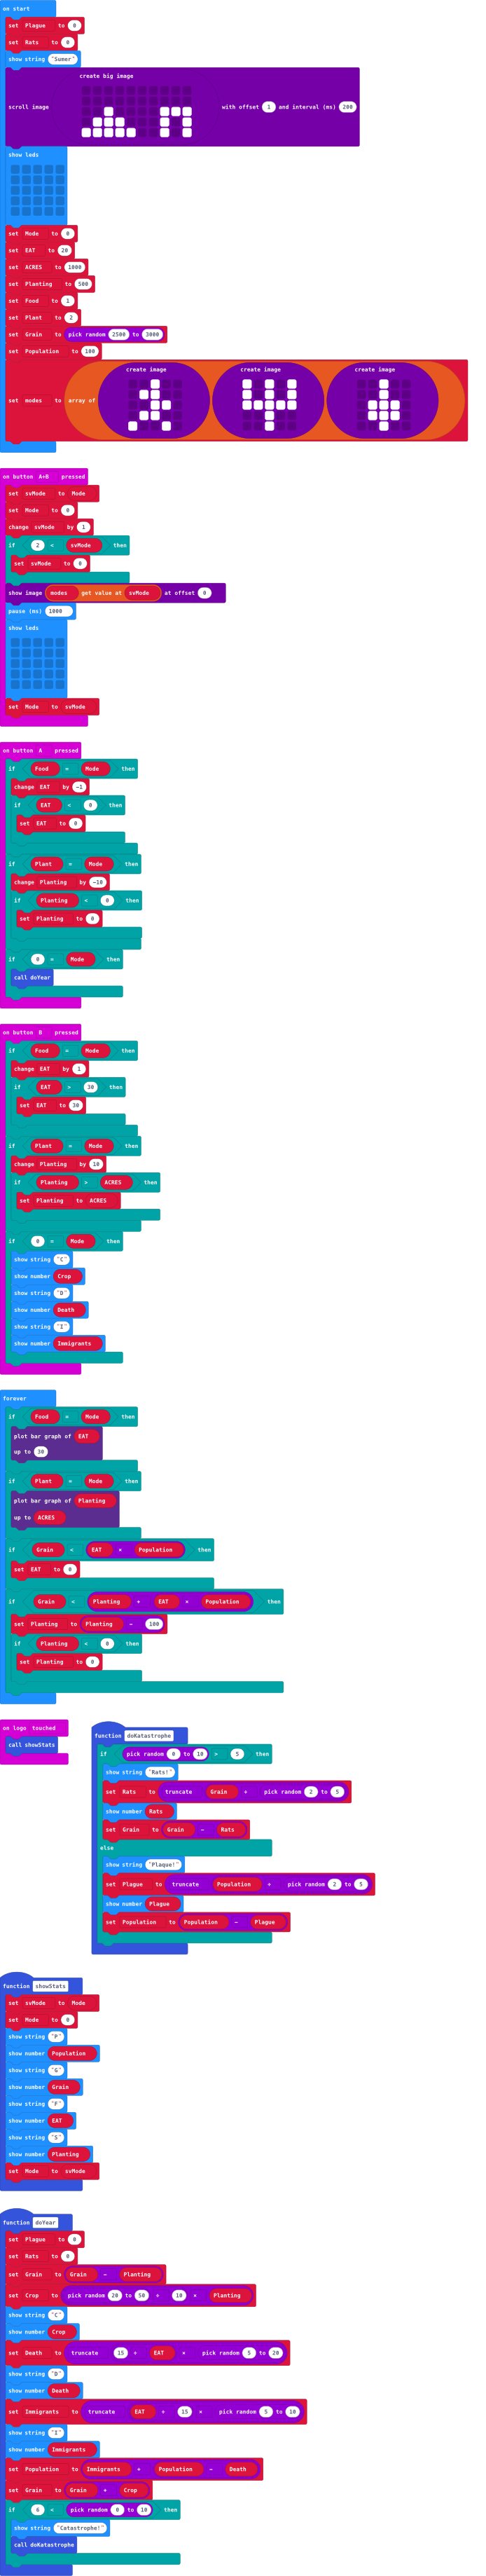 on start
set Plague to 0
set Rats to 0
show string "Sumer"
create big image
scroll image with offset 1 and interval (ms) 200
show leds
set Mode to 0
set EAT to 20
set ACRES to 1000
set Planting to 500
set Food to 1
set Plant to 2
set Grain to pick random 2500 to 3000
set Population to 100
create image create image create image
set modes to array of
on button A+B pressed
set svMode to Mode
set Mode to 0
change svMode by 1
if 2 < svMode then
set svMode to 0
show image modes get value at svMode at offset 0
pause (ms) 1000
show leds
set Mode to svMode
on button A pressed
if Food = Mode then
change EAT by -1
if EAT < 0 then
set EAT to 0
if Plant = Mode then
change Planting by -10
if Planting < 0 then
set Planting to 0
if 0 = Mode then
call doYear
on button B pressed
if Food = Mode then
change EAT by 1
if EAT > 30 then
set EAT to 30
if Plant = Mode then
change Planting by 10
if Planting > ACRES then
set Planting to ACRES
if 0 = Mode then
show string "C"
show number Crop
show string "D"
show number Death
show string "I"
show number Immigrants
forever
if Food = Mode then
plot bar graph of EAT
up to 30
if Plant = Mode then
plot bar graph of Planting
up to ACRES
if Grain < EAT × Population then
set EAT to 0
if Grain < Planting + EAT × Population then
set Planting to Planting - 100
if Planting < 0 then
set Planting to 0
on logo touched
call showStats
function doKatastrophe
if pick random 0 to 10 > 5 then
show string "Rats!"
set Rats to truncate Grain ÷ pick random 2 to 5
show number Rats
set Grain to Grain - Rats
else
show string "Plaque!"
set Plague to truncate Population ÷ pick random 2 to 5
show number Plague
set Population to Population - Plague
function showStats
set svMode to Mode
set Mode to 0
show string "P"
show number Population
show string "G"
show number Grain
show string "F"
show number EAT
show string "S"
show number Planting
set Mode to svMode
function doYear
set Plague to 0
set Rats to 0
set Grain to Grain - Planting
set Crop to pick random 20 to 50 ÷ 10 × Planting
show string "C"
show number Crop
set Death to truncate 15 ÷ EAT × pick random 5 to 20
show string "D"
show number Death
set Immigrants to truncate EAT ÷ 15 × pick random 5 to 10
show string "I"
show number Immigrants
set Population to Immigrants + Population - Death
set Grain to Grain + Crop
if 6 < pick random 0 to 10 then
show string "Catastrophe!"
call doKatastrophe